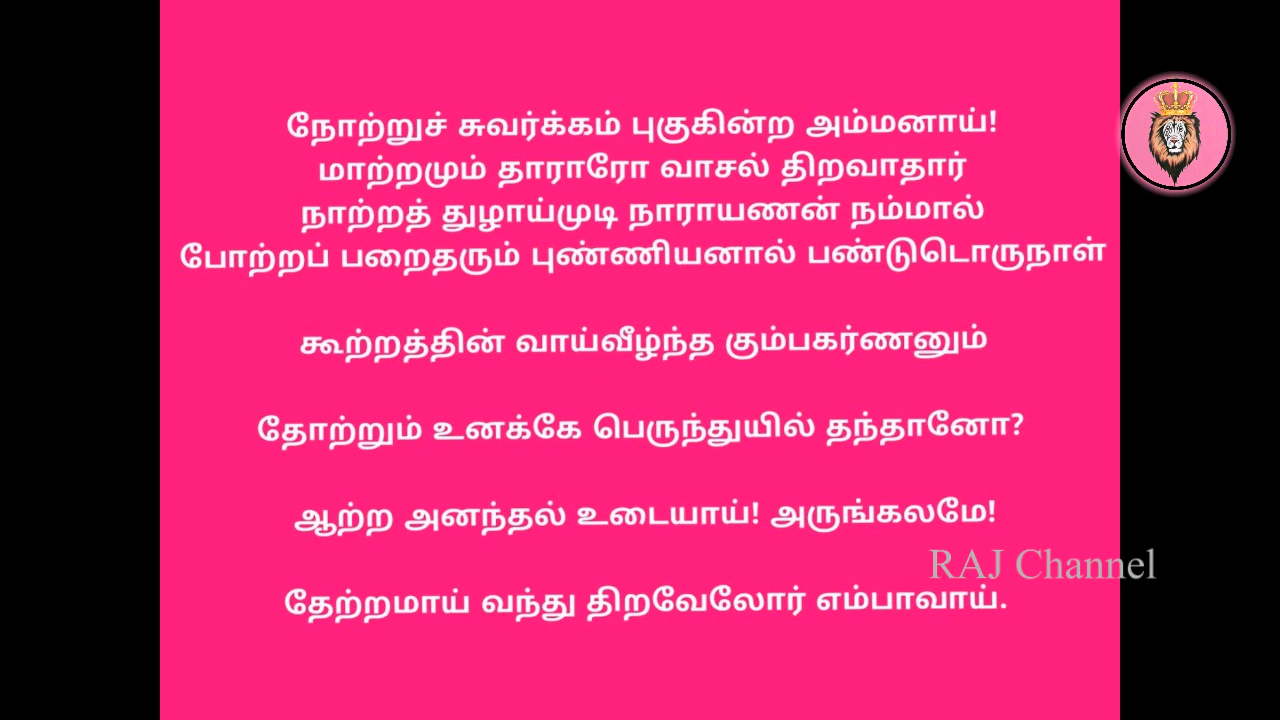 நோற்றுச் சுவர்க்கம் புகுகின்ற அம்மனாய்!
மாற்றமும் தாராரோ வாசல் திறவாதார்
நாற்றத் துழாய்முடி நாராயணன் நம்மால்
போற்றப் பறைதரும் புண்ணியனால் பண்டுடொருநாள்
கூற்றத்தின் வாய்வீழ்ந்த கும்பகர்ணனும்
தோற்றும் உனக்கே பெருந்துயில் தந்தானோ?
ஆற்ற அனந்தல் உடையாய்! அருங்கலமே!
RAJ Channel
தேற்றமாய் வந்து திறவேலோர் எம்பாவாய்.